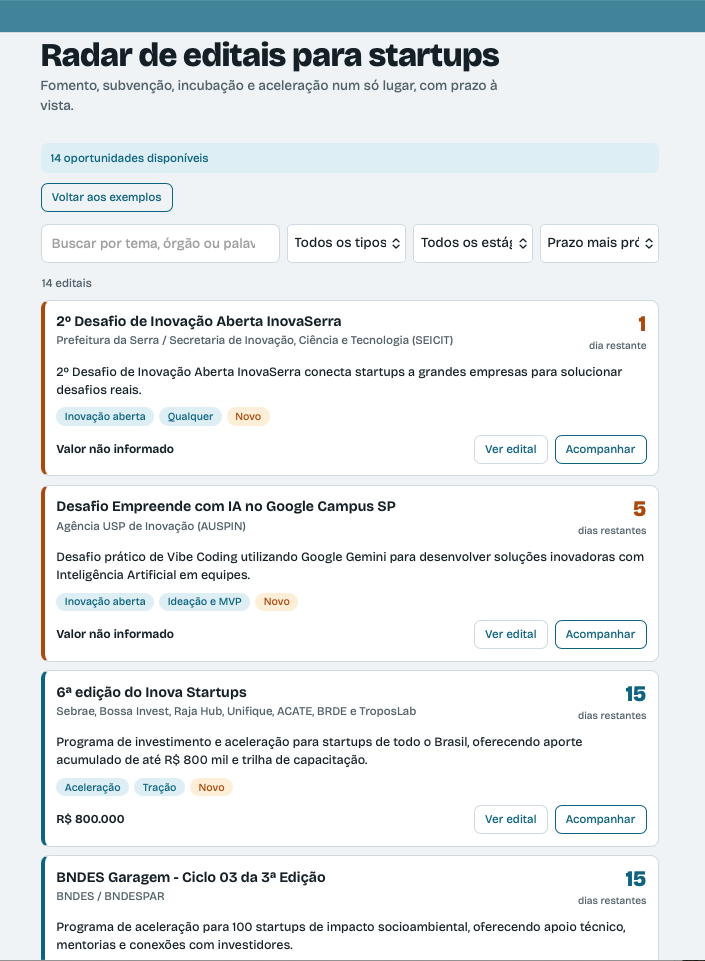 Radar de editais para startups
Fomento, subvenção, incubação e aceleração num só lugar, com prazo à
vista.
14 oportunidades disponíveis
Voltar aos exemplos
Buscar por tema, órgão ou palav
Todos os tipos
Todos os estág
Prazo mais pró
14 editais
2º Desafio de Inovação Aberta InovaSerra
1
Prefeitura da Serra / Secretaria de Inovação, Ciência e Tecnologia (SEICIT)
dia restante
2º Desafio de Inovação Aberta InovaSerra conecta startups a grandes empresas para solucionar
desafios reais.
Inovação aberta
Qualquer
Novo
Valor não informado
Ver edital
Acompanhar
Desafio Empreende com IA no Google Campus SP
5
Agência USP de Inovação (AUSPIN)
dias restantes
Desafio prático de Vibe Coding utilizando Google Gemini para desenvolver soluções inovadoras com
Inteligência Artificial em equipes.
Inovação aberta
Ideação e MVP
Novo
Valor não informado
Ver edital
Acompanhar
6ª edição do Inova Startups
15
Sebrae, Bossa Invest, Raja Hub, Unifique, ACATE, BRDE e TroposLab
dias restantes
Programa de investimento e aceleração para startups de todo o Brasil, oferecendo aporte
acumulado de até R$ 800 mil e trilha de capacitação.
Aceleração
Tração
Novo
R$ 800.000
Ver edital
Acompanhar
BNDES Garagem - Ciclo 03 da 3ª Edição
15
BNDES / BNDESPAR
dias restantes
Programa de aceleração para 100 startups de impacto socioambiental, oferecendo apoio técnico,
mentorias e conexões com investidores.